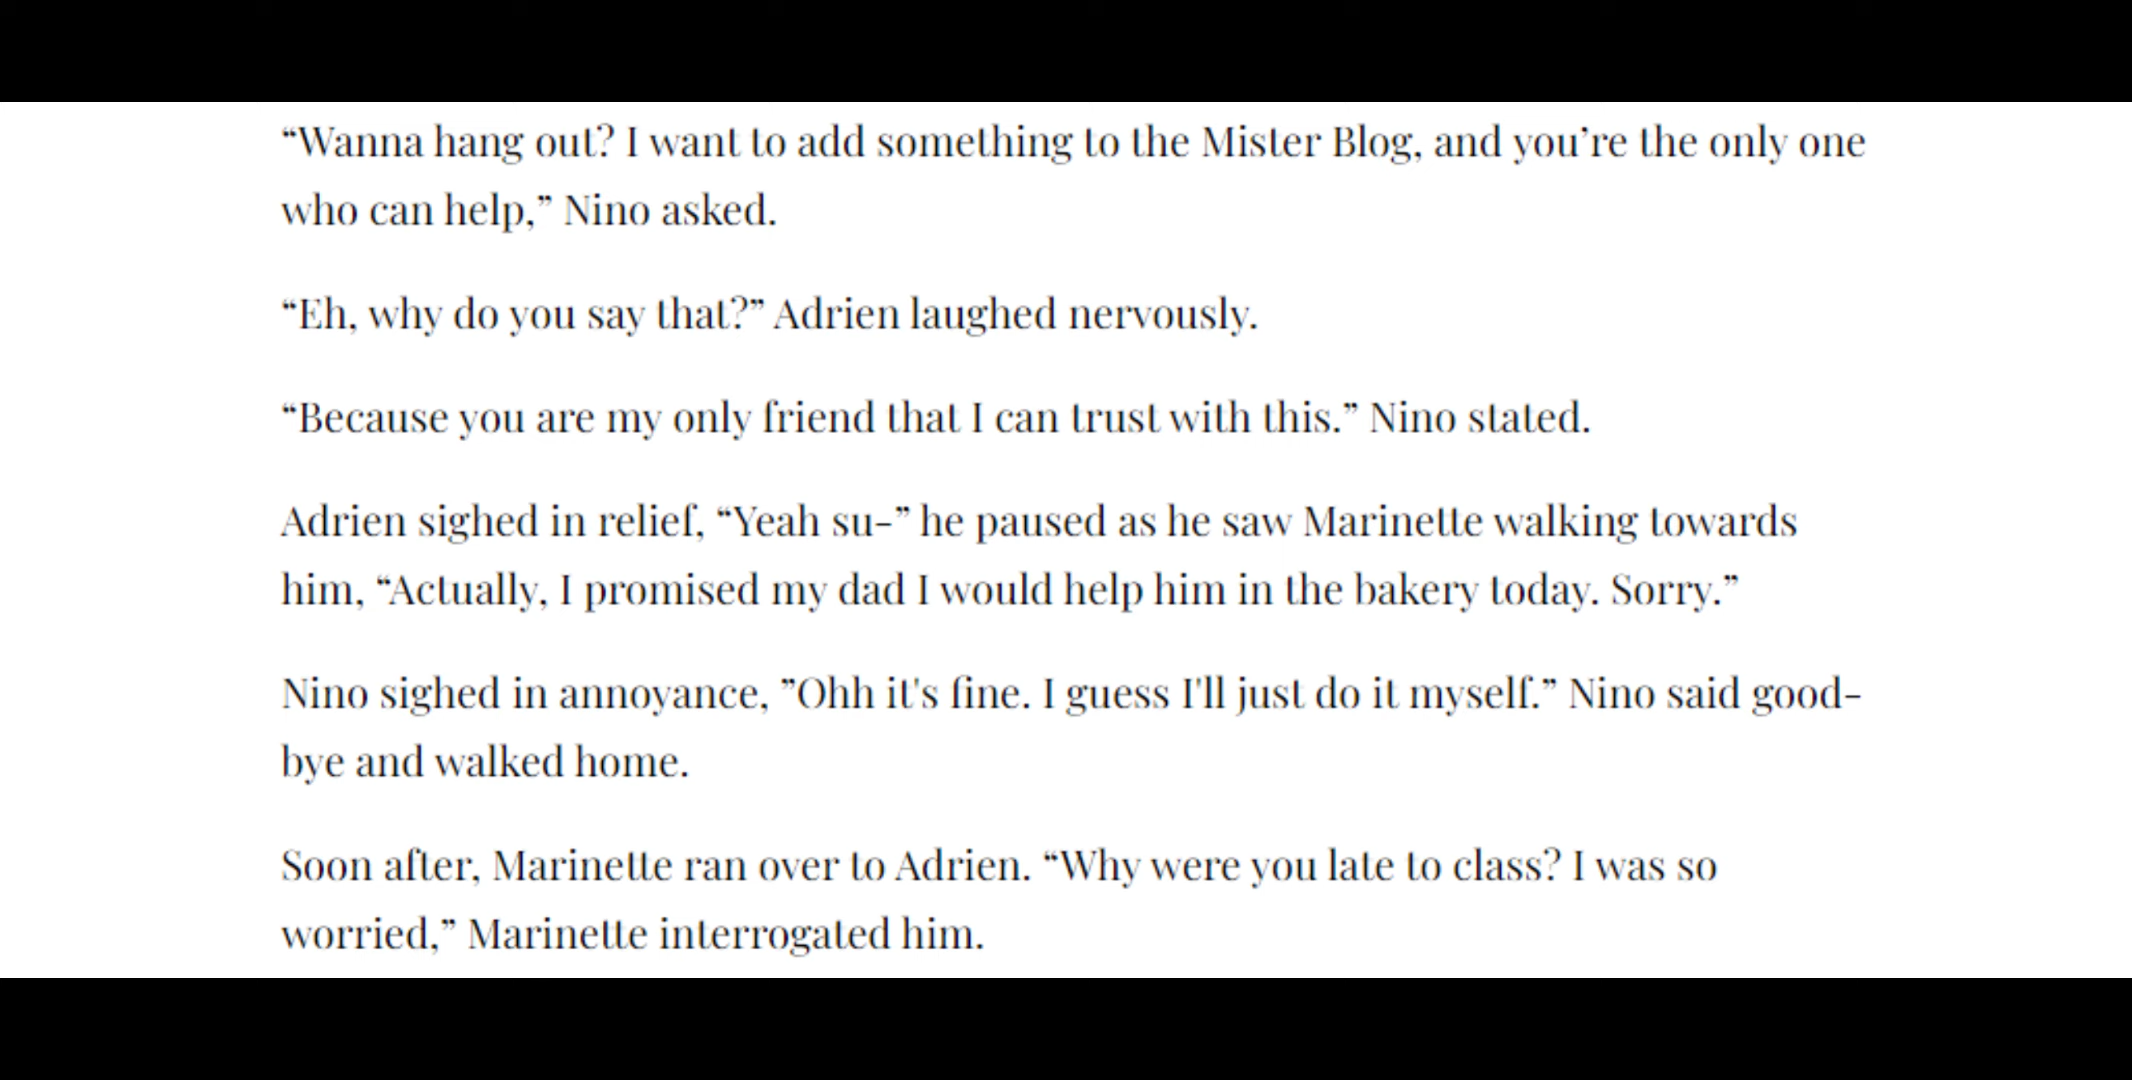 “Wanna hang out? I want to add something to the Mister Blog, and you’re the only one
who can help,” Nino asked.
“Eh, why do you say that?” Adrien laughed nervously.
“Because you are my only friend that I can trust with this.” Nino stated.
Adrien sighed in relief, “Yeah su-” he paused as he saw Marinette walking towards
him, “Actually, I promised my dad I would help him in the bakery today. Sorry.”
Nino sighed in annoyance, ”Ohh it's fine. I guess I'll just do it myself.” Nino said good-
bye and walked home.
Soon after, Marinette ran over to Adrien. “Why were you late to class? I was so
worried,” Marinette interrogated him.